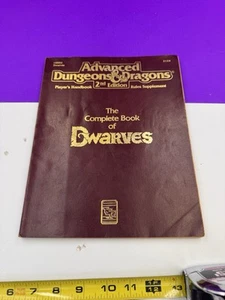 Advanced
Dungeons & Dragons
2nd Edition
Player's Handbook Rules Supplement
The
Complete Book
of
Dwarves
6 7 8 9 10 11 12 13